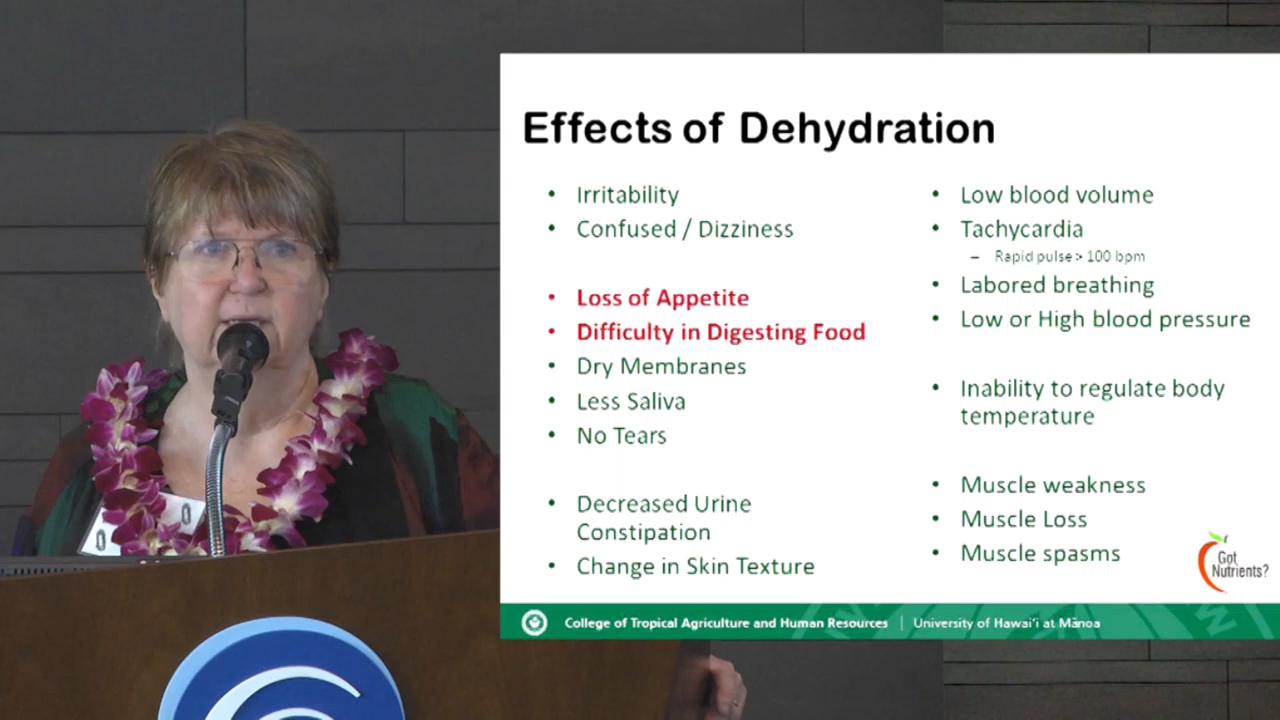 Effects of Dehydration
• Irritability
• Confused / Dizziness
• Loss of Appetite
• Difficulty in Digesting Food
• Dry Membranes
• Less Saliva
• No Tears
• Decreased Urine
Constipation
• Change in Skin Texture
• Low blood volume
• Tachycardia
– Rapid pulse > 100 bpm
• Labored breathing
• Low or High blood pressure
• Inability to regulate body
temperature
• Muscle weakness
• Muscle Loss
• Muscle spasms
Got
Nutrients?
College of Tropical Agriculture and Human Resources | University of Hawai‘i at Mānoa